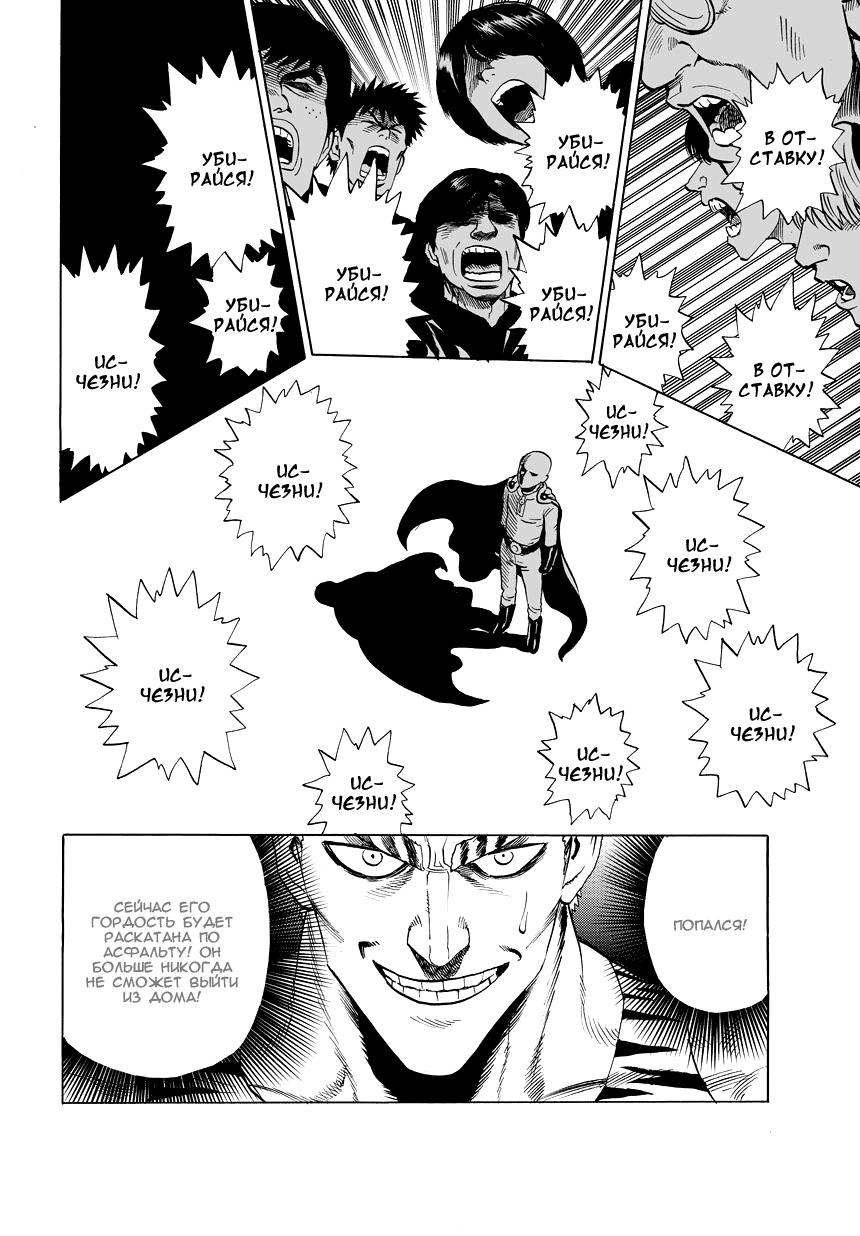 В ОТ-
СТАВКУ!
УБИ-
РАЙСЯ!
В ОТ-
СТАВКУ!
УБИ-
РАЙСЯ!
УБИ-
РАЙСЯ!
УБИ-
РАЙСЯ!
УБИ-
РАЙСЯ!
УБИ-
РАЙСЯ!
ИС-
ЧЕЗНИ!
ИС-
ЧЕЗНИ!
ИС-
ЧЕЗНИ!
ИС-
ЧЕЗНИ!
ИС-
ЧЕЗНИ!
ИС-
ЧЕЗНИ!
ИС-
ЧЕЗНИ!
ИС-
ЧЕЗНИ!
ПОПАЛСЯ!
СЕЙЧАС ЕГО
ГОРДОСТЬ БУДЕТ
РАСКАТАНА ПО
АСФАЛЬТУ! ОН
БОЛЬШЕ НИКОГДА
НЕ СМОЖЕТ ВЫЙТИ
ИЗ ДОМА!